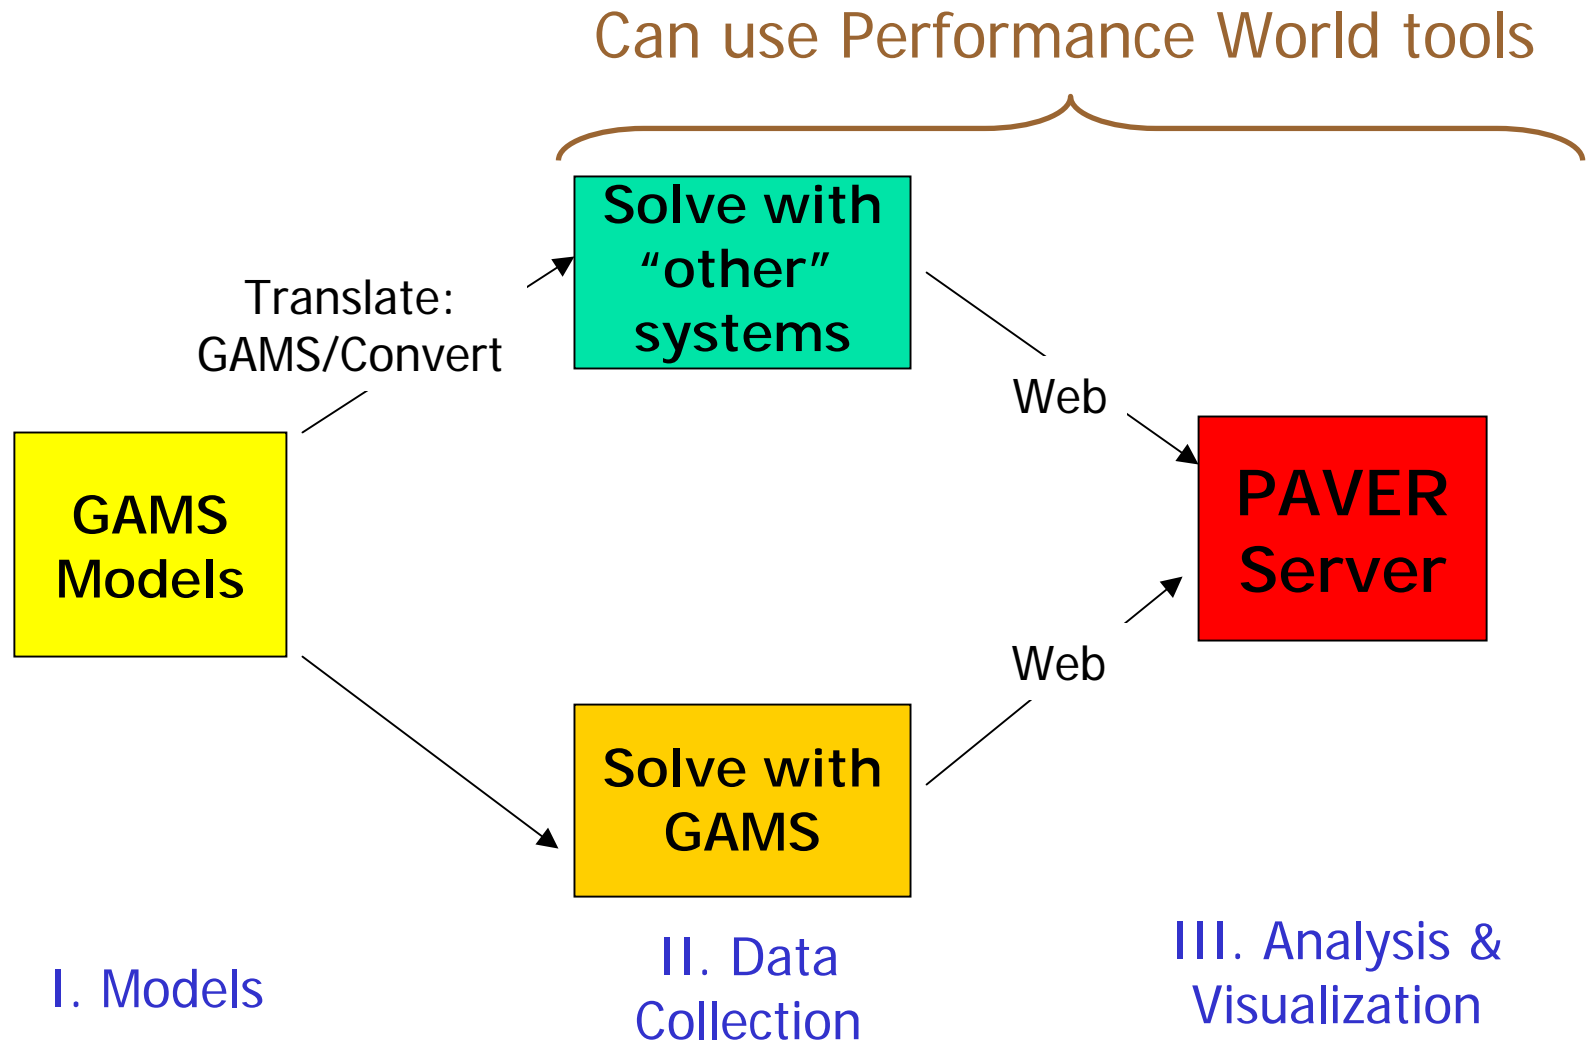 Can use Performance World tools
Solve with
“other”
systems
Translate:
GAMS/Convert
Web
GAMS
Models
PAVER
Server
Web
Solve with
GAMS
I. Models
II. Data
Collection
III. Analysis &
Visualization